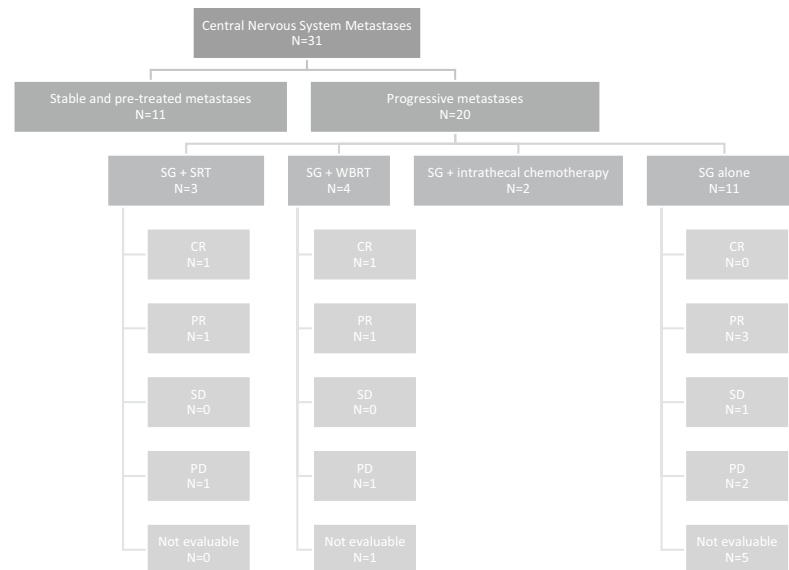 Central Nervous System Metastases
N=31
Stable and pre-treated metastases
N=11
Progressive metastases
N=20
SG + SRT
N=3
SG + WBRT
N=4
SG + intrathecal chemotherapy
N=2
SG alone
N=11
CR
N=1
PR
N=1
SD
N=0
PD
N=1
Not evaluable
N=0
CR
N=1
PR
N=1
SD
N=0
PD
N=1
Not evaluable
N=1
CR
N=0
PR
N=3
SD
N=1
PD
N=2
Not evaluable
N=5